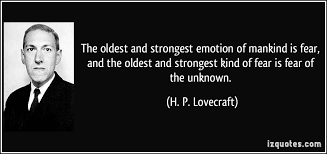 The oldest and strongest emotion of mankind is fear,
and the oldest and strongest kind of fear is fear of
the unknown.
(H. P. Lovecraft)
izquotes.com